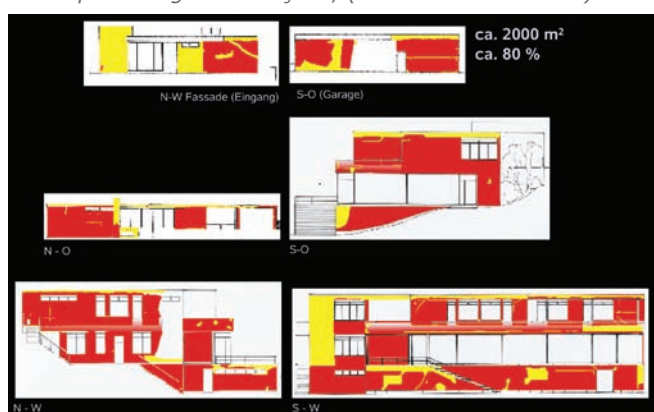 ca. 2000 m²
ca. 80 %
N-W Fassade (Eingang)
S-O (Garage)
N - O
S-O
N - W
S - W